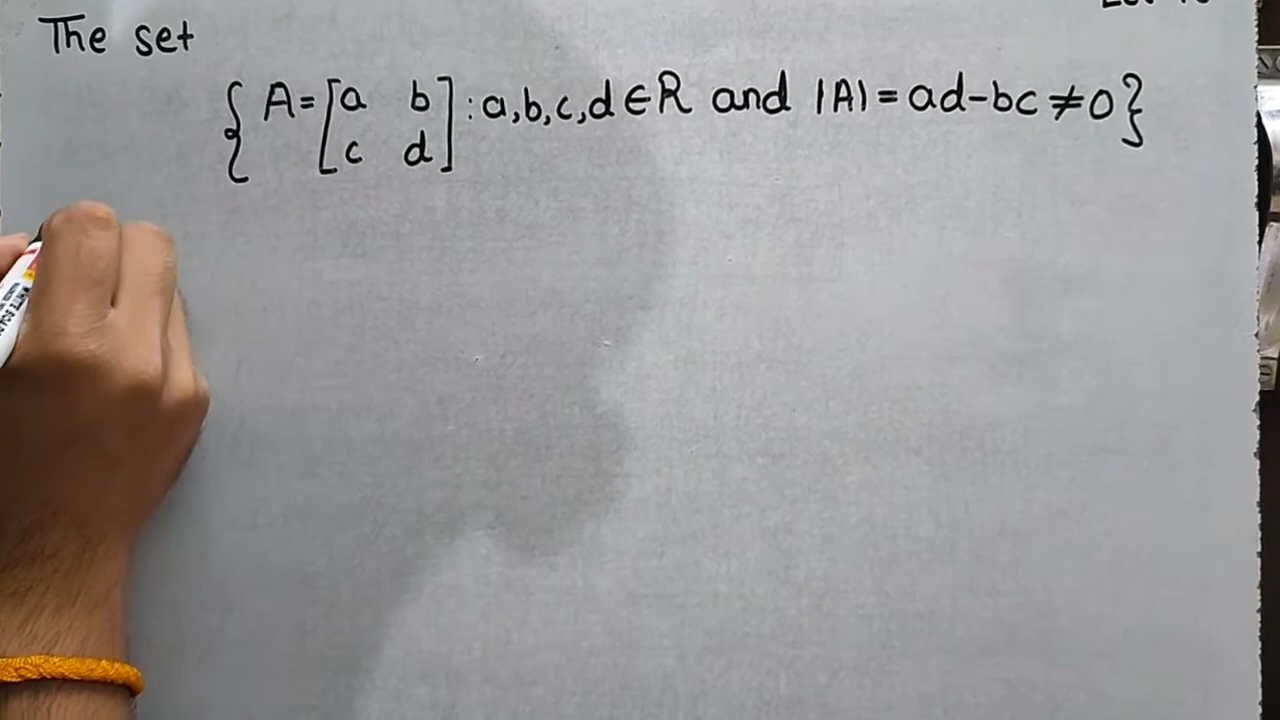 The set
{ A = [a b : a,b,c,d ∈ R and |A| = ad-bc ≠ 0}
c d]